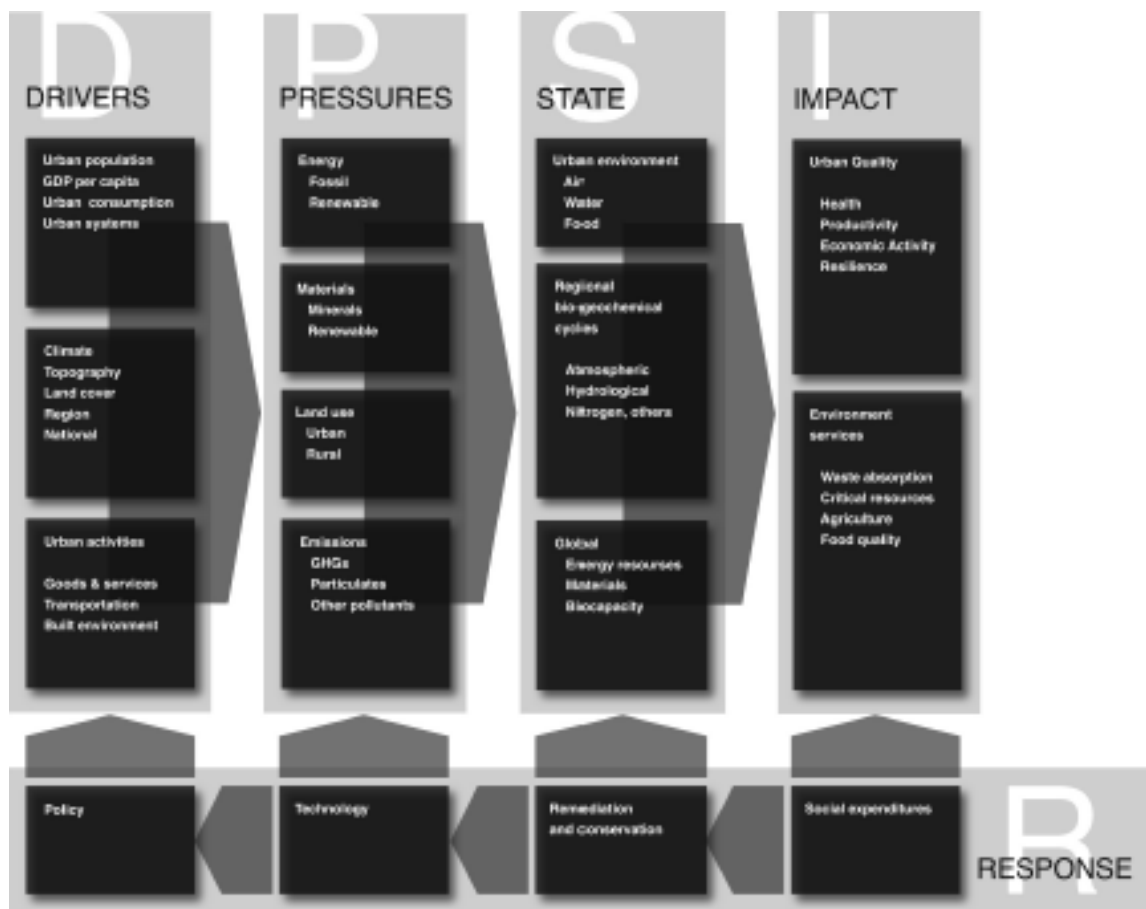 D
DRIVERS
Urban population
GDP per capita
Urban consumption
Urban systems
Climate
Topography
Land cover
Region
National
Urban activities
Goods & services
Transportation
Built environment
P
PRESSURES
Energy
Fossil
Renewable
Materials
Minerals
Renewable
Land use
Urban
Rural
Emissions
GHGs
Particulates
Other pollutants
S
STATE
Urban environment
Air
Water
Food
Regional
bio-geochemical
cycles
Atmospheric
Hydrological
Nitrogen, others
Global
Energy resourses
Materials
Biocapacity
I
IMPACT
Urban Quality
Health
Productivity
Economic Activity
Resilience
Environment
services
Waste absorption
Critical resources
Agriculture
Food quality
Policy
Technology
Remediation
and conservation
Social expenditures
R
RESPONSE